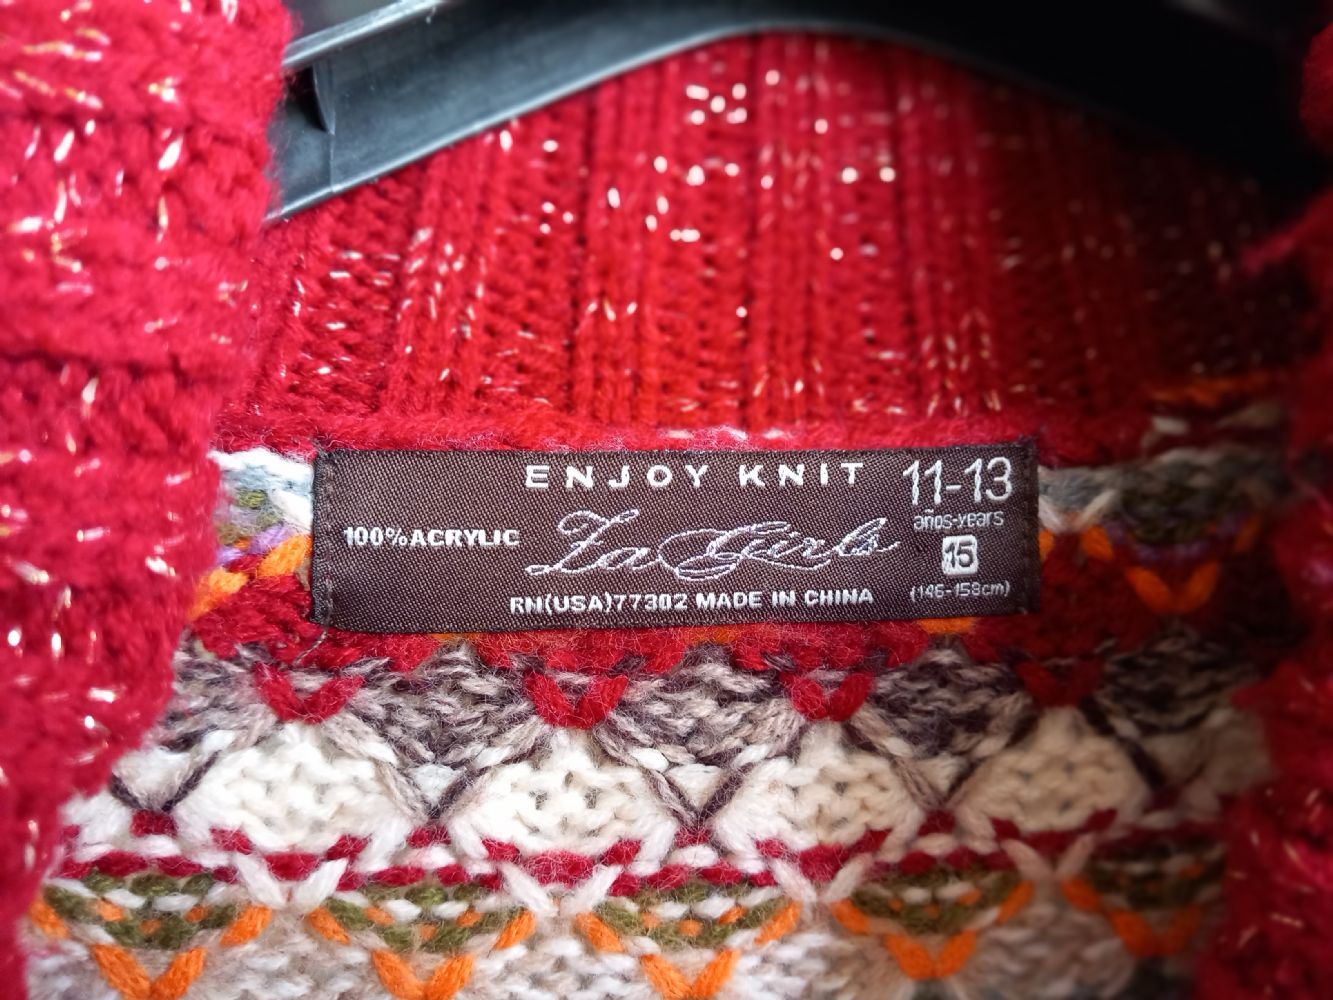 ENJOY KNIT
100% ACRYLIC
Za Girls
RN(USA)77302 MADE IN CHINA
11-13
años-years
15
(146-158cm)